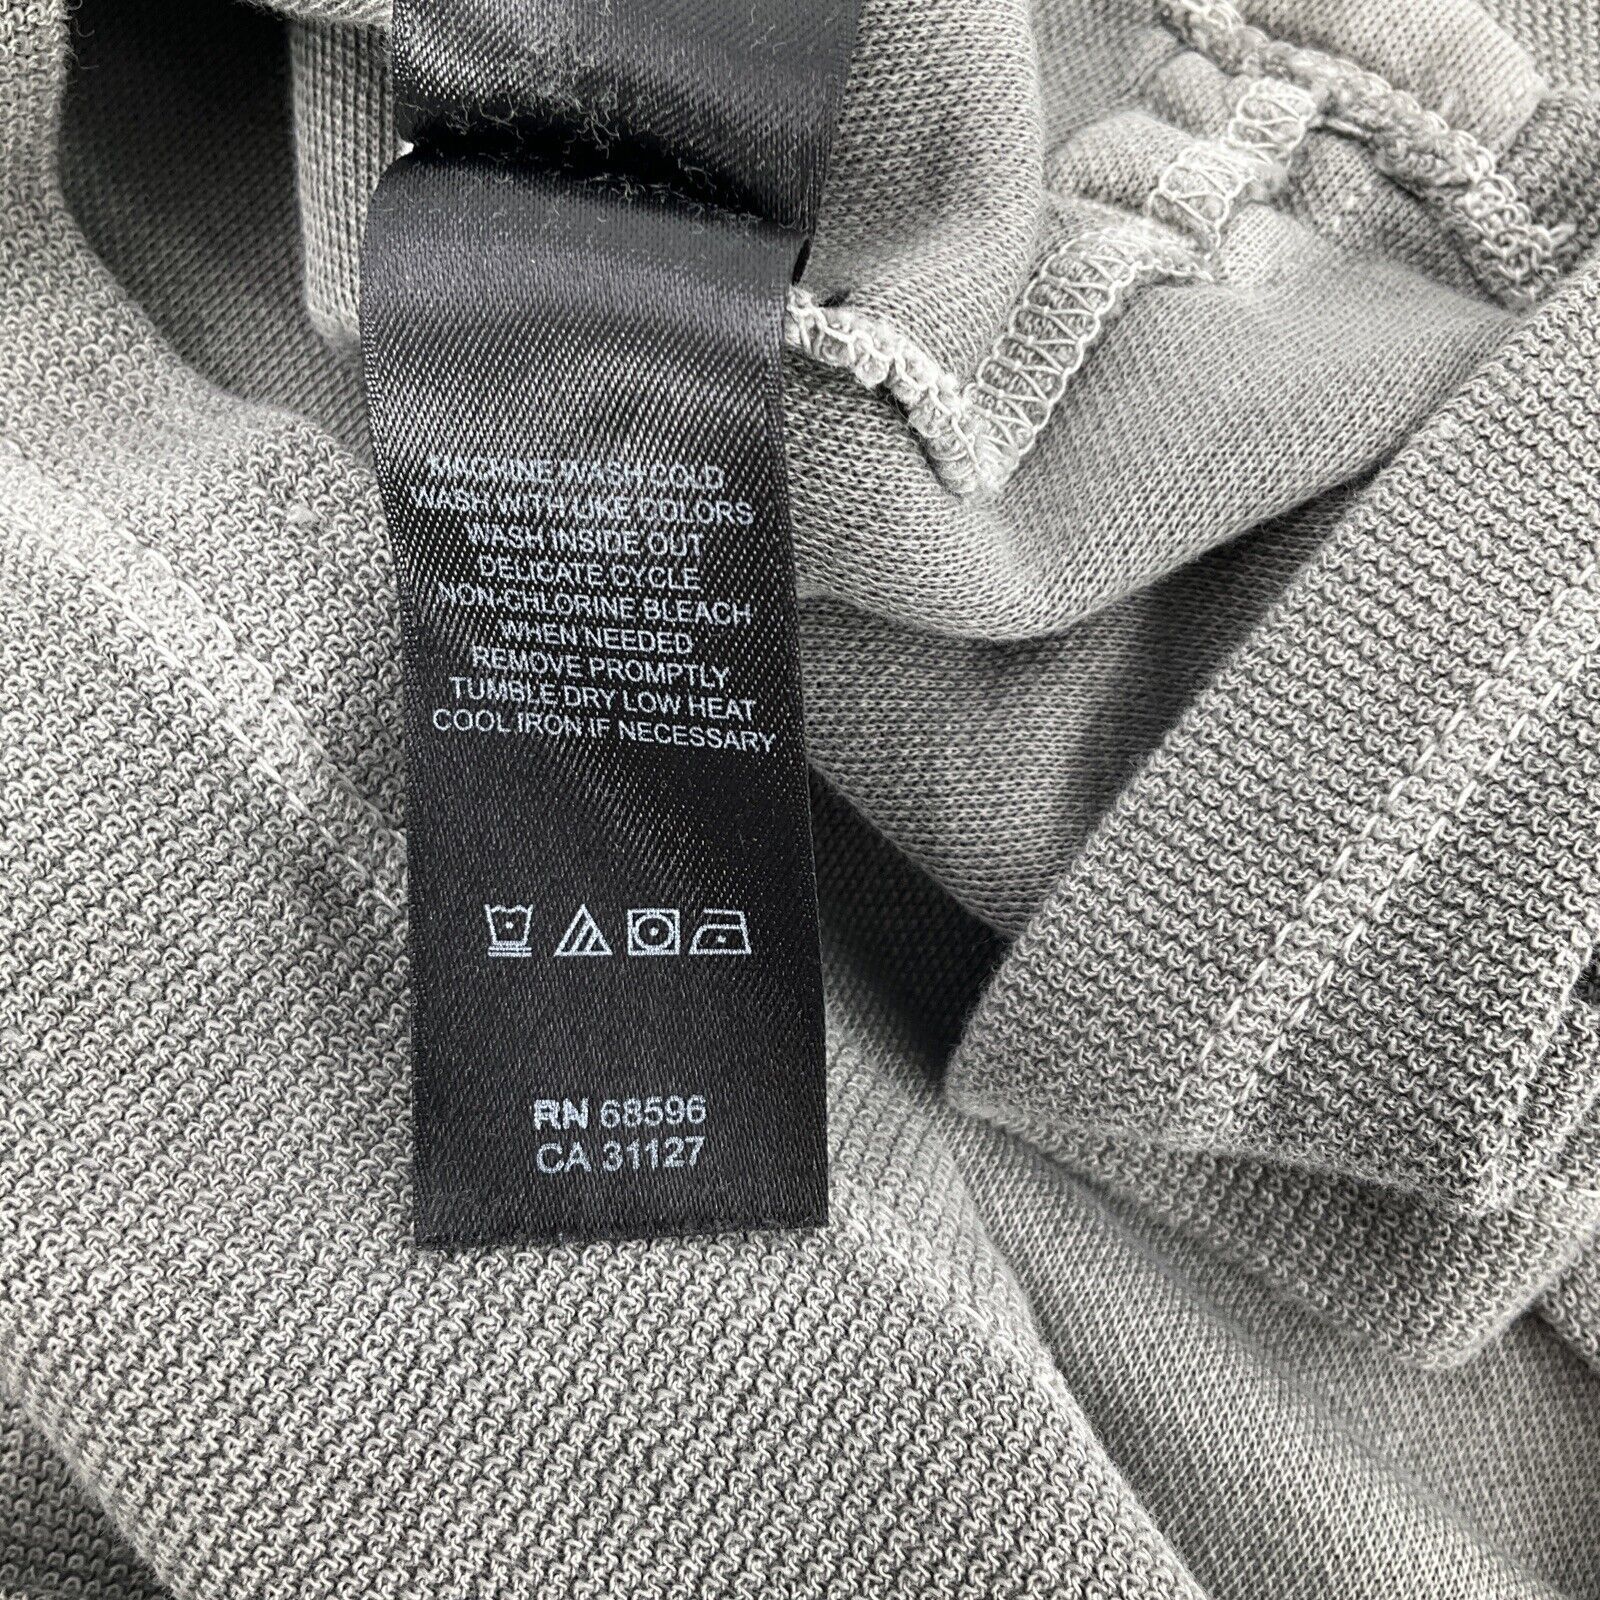 MACHINE WASH COLD
WASH WITH LIKE COLORS
WASH INSIDE OUT
DELICATE CYCLE
NON-CHLORINE BLEACH
WHEN NEEDED
REMOVE PROMPTLY
TUMBLE DRY LOW HEAT
COOL IRON IF NECESSARY
RN 68596
CA 31127